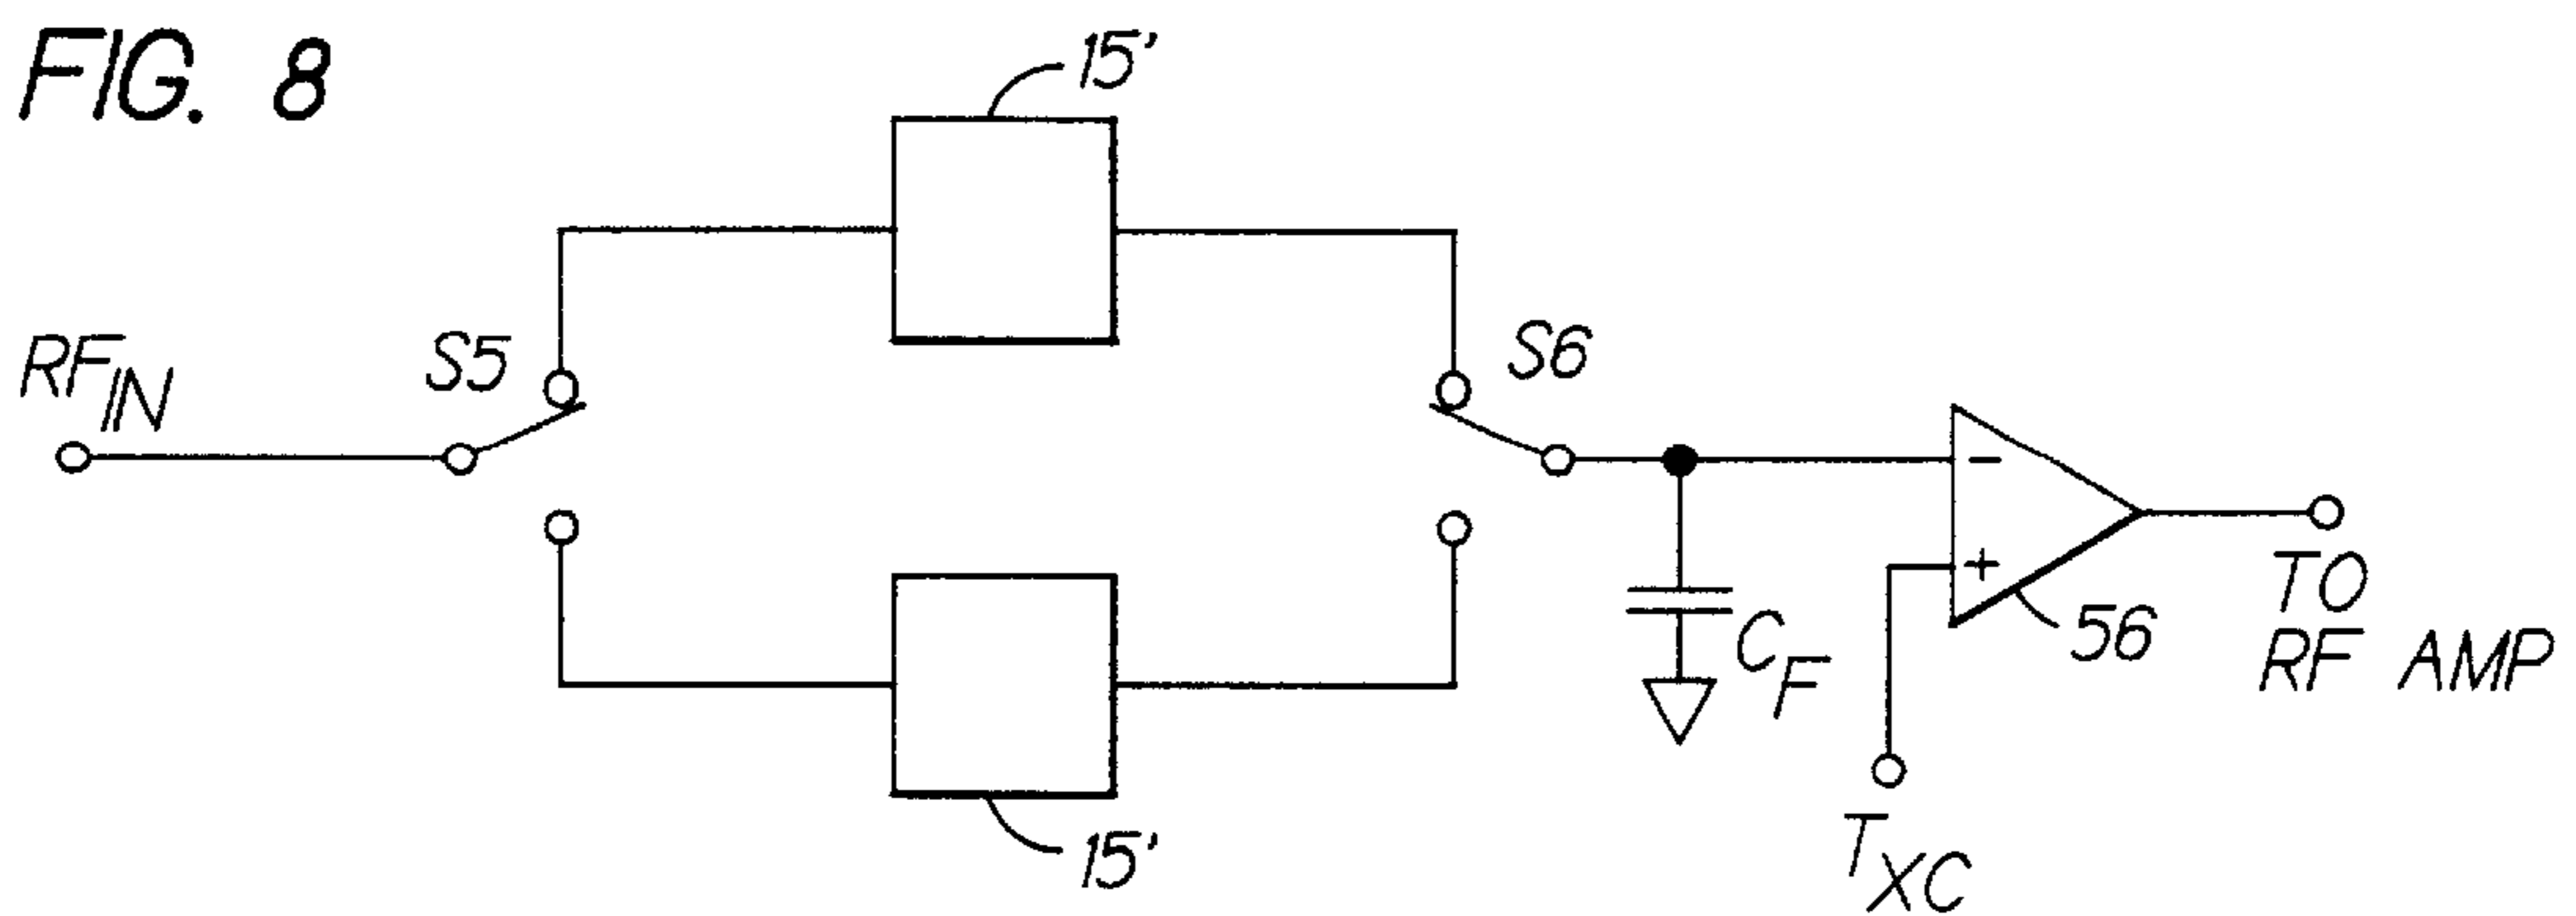 FIG. 8
15'
RF IN
S5
S6
-
+
56
C F
TO
RF AMP
T XC
15'